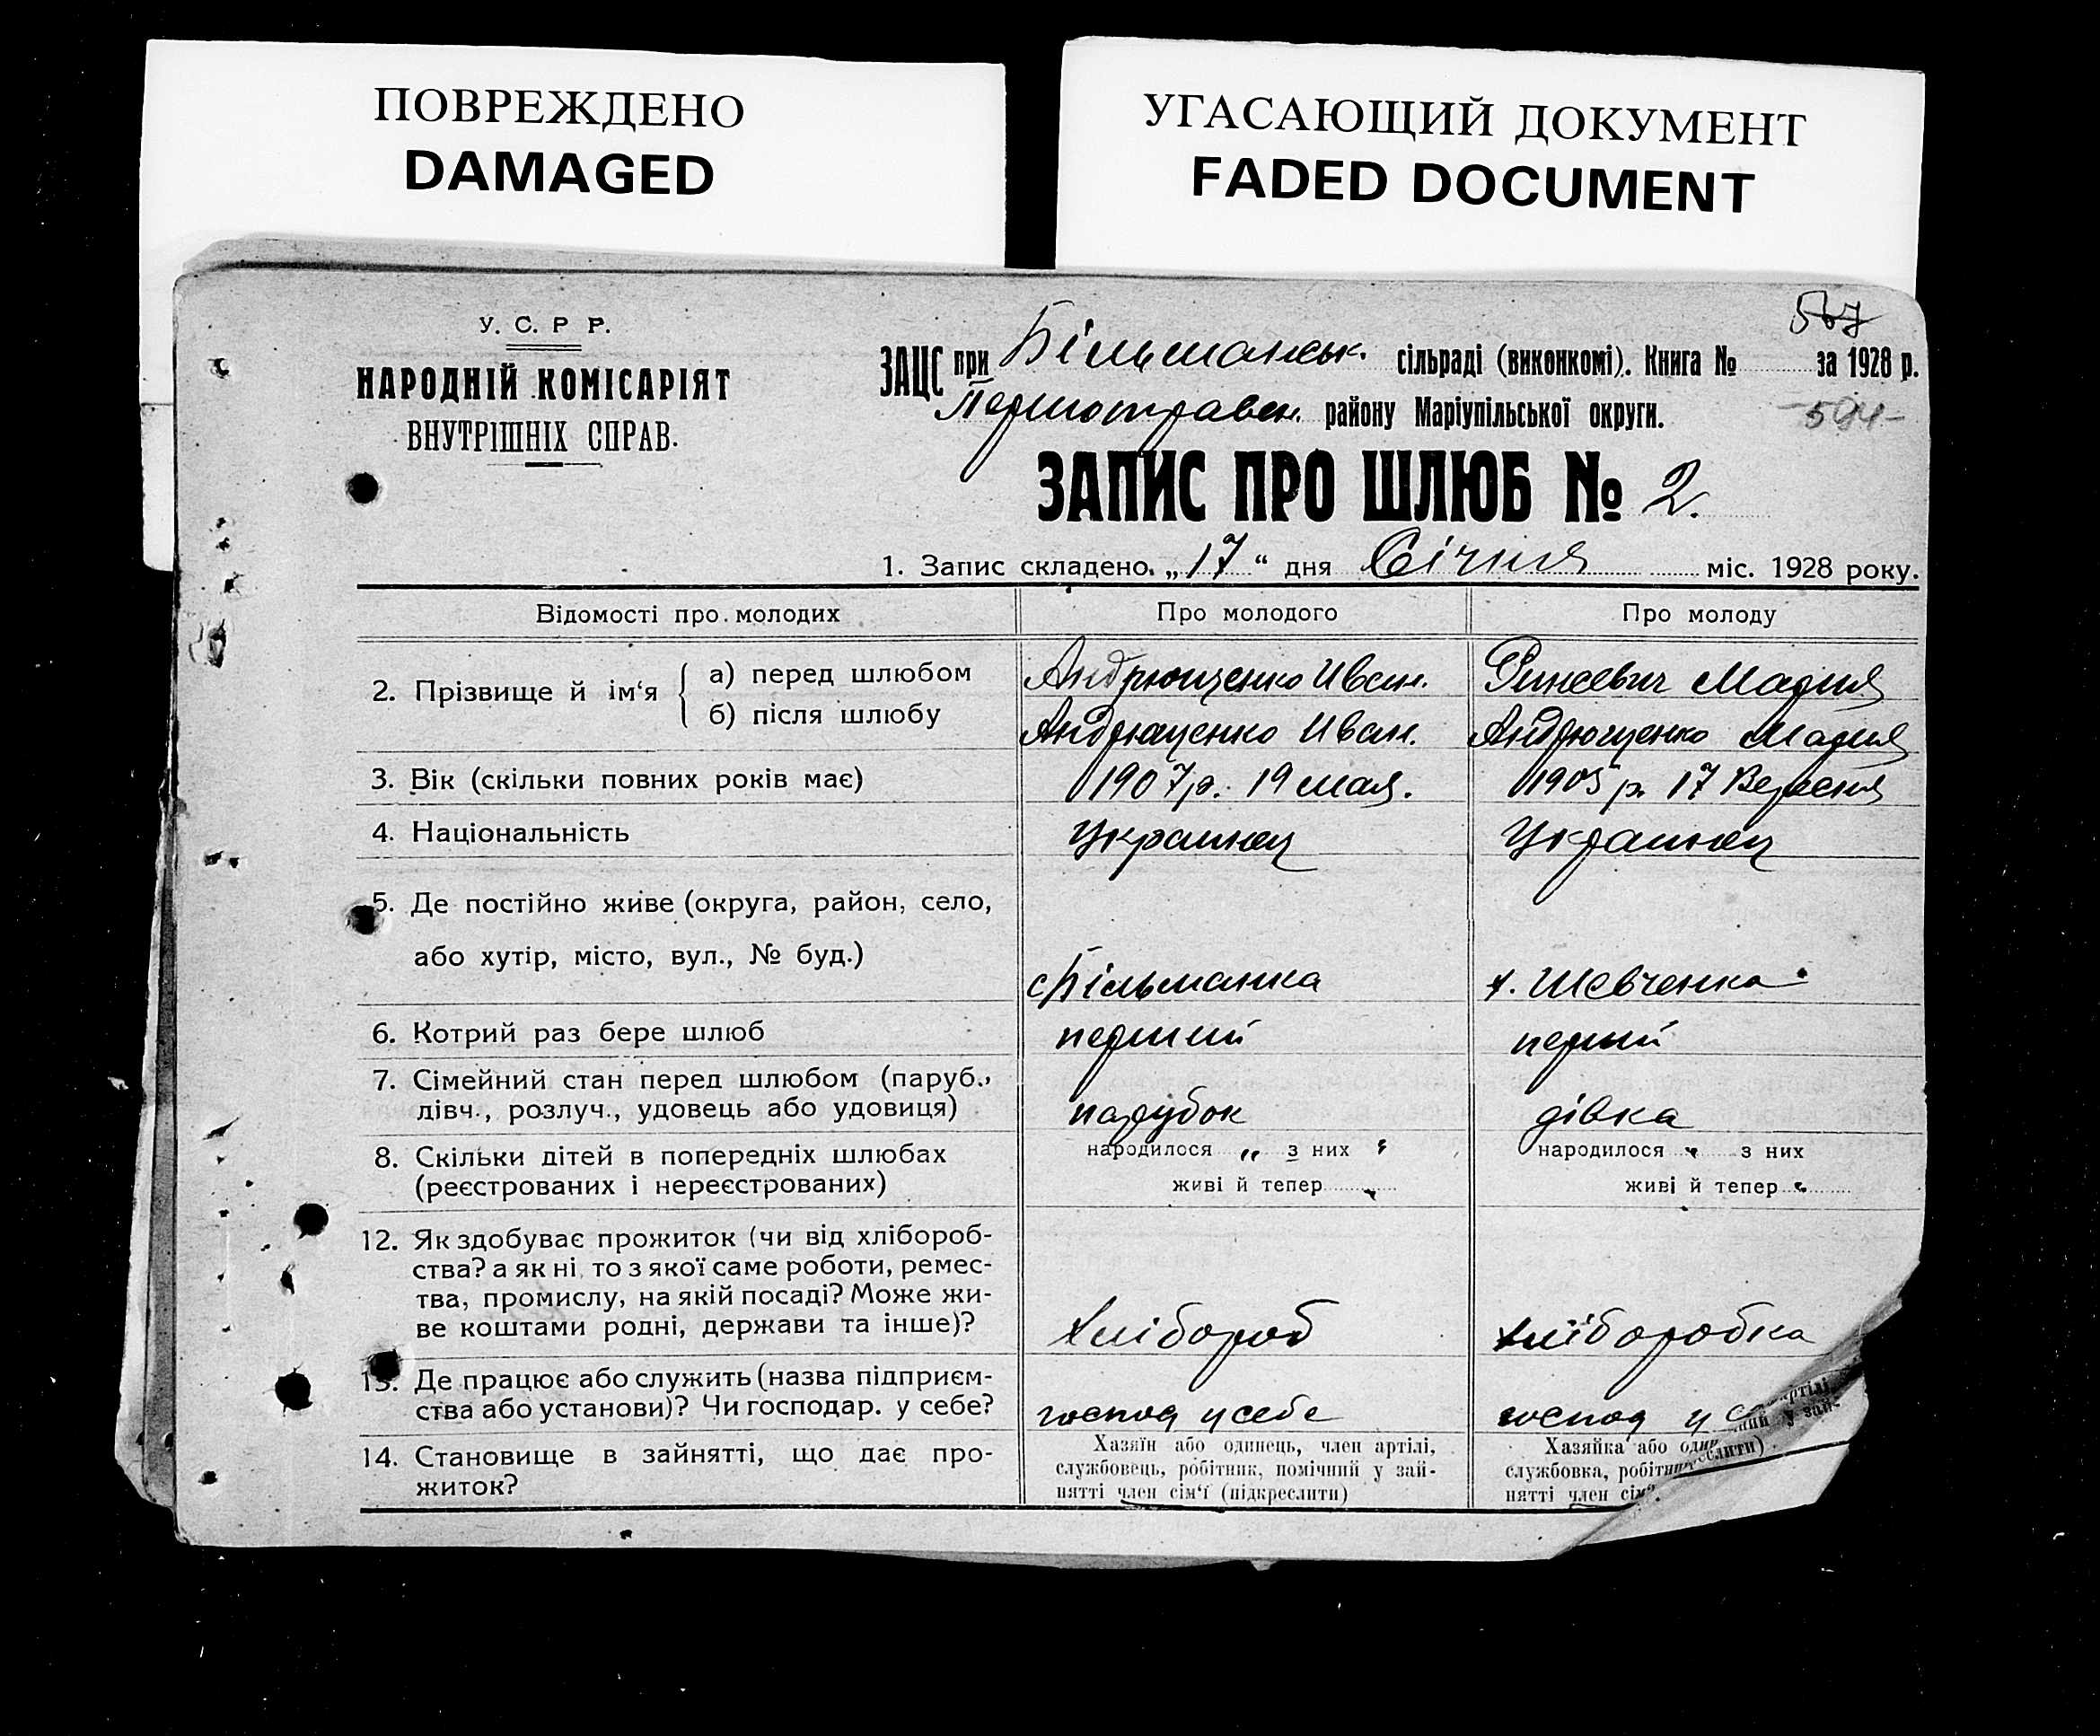 ПОВРЕЖДЕНО
DAMAGED
УГАСАЮЩИЙ ДОКУМЕНТ
FADED DOCUMENT
У. С. Р Р.
НАРОДНІЙ КОМІСАРІЯТ
ВНУТРІШНІХ СПРАВ.
567
ЗАЦС при Більманськ. сільраді (виконкомі). Книга № за 1928 р.
Першотравен. району Маріупільської округи.
-594-
ЗАПИС ПРО ШЛЮБ № 2.
1. Запис складено „17“ дня Січня міс. 1928 року.
Відомості про молодих Про молодого Про молоду
2. Прізвище й ім‘я
а) перед шлюбом Андрющенко Иван. Мария
б) після шлюбу Андрющенко Иван. Андрющенко Мария
3. Вік (скільки повних років має) 1907 р. 19 мая. 1905 р. 17 Вересня
4. Національність Украинец Украинец
5. Де постійно живе (округа, район, село,
або хутір, місто, вул., № буд.) с Більманка х. Шевченка
6. Котрий раз бере шлюб перший перший
7. Сімейний стан перед шлюбом (паруб.,
дівч., розлуч., удовець або удовиця) парубок дівка
8. Скільки дітей в попередніх шлюбах народилося „ з них „ народилося „ з них
(реєстрованих і нереєстрованих) живі й тепер „ живі й тепер „
12. Як здобуває прожиток (чи від хлібороб-
ства? а як ні, то з якої саме роботи, ремес-
тва, промислу, на якій посаді? Може жи-
ве коштами родні, держави та інше)? хлібороб хліборобка
13. Де працює або служить (назва підприєм-
ства або установи)? Чи господар. у себе? господ у себе господ у
14. Становище в зайнятті, що дає про-
житок?
Хазяїн або одинець, член артілі,
службовець, робітник, помічний у зай-
нятті член сім‘ї (підкреслити)
Хазяйка або
службовка,
нятті член